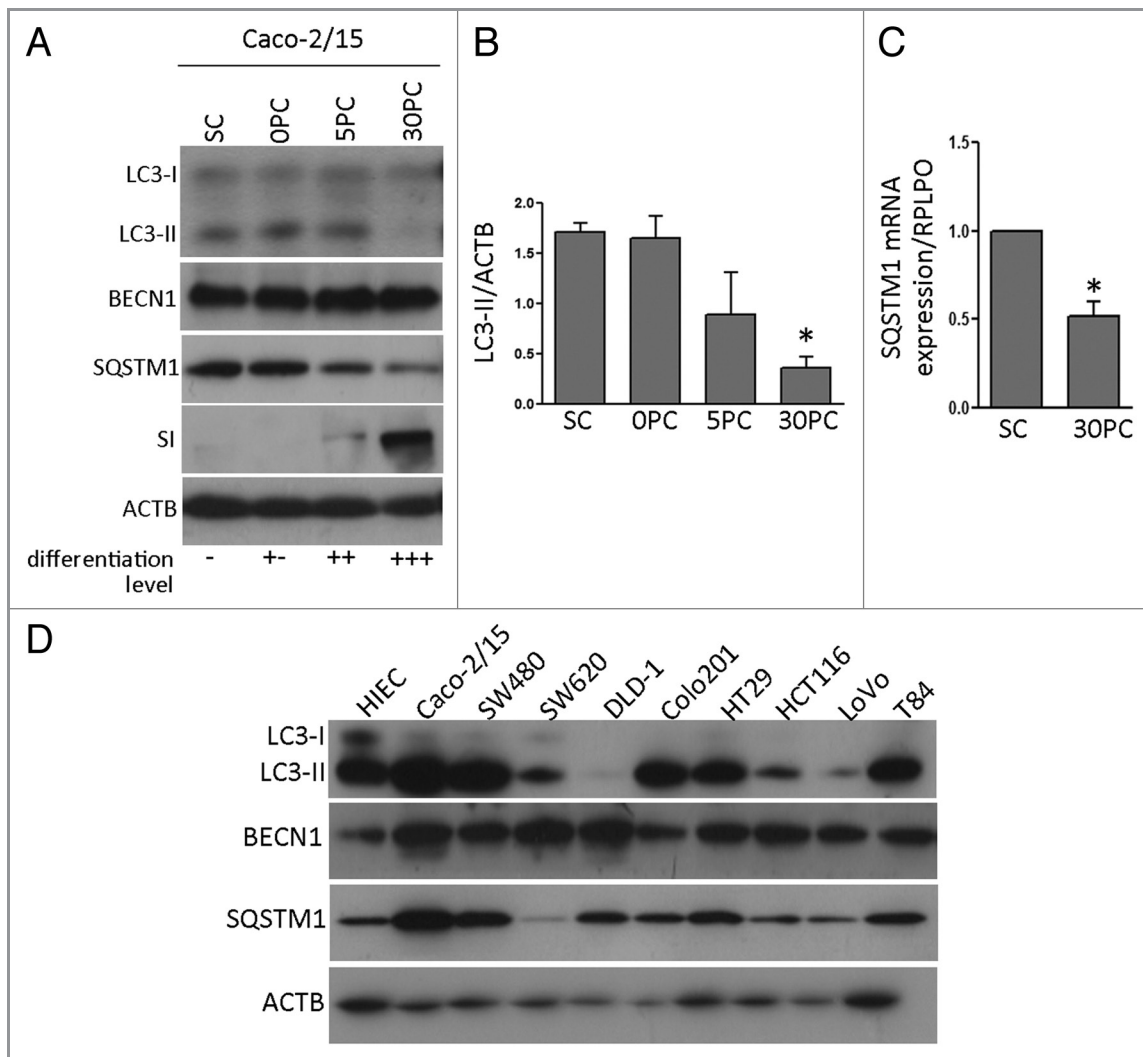 A
Caco-2/15
SC
0PC
5PC
30PC
LC3-I
LC3-II
BECN1
SQSTM1
SI
ACTB
- +- ++ +++
differentiation
level
B
LC3-II/ACTB
2.0
1.5
1.0
0.5
0.0
*
SC 0PC 5PC 30PC
C
SQSTM1 mRNA
expression/RPLPO
1.5
1.0
0.5
0.0
*
SC 30PC
D
HIEC
Caco-2/15
SW480
SW620
DLD-1
Colo201
HT29
HCT116
LoVo
T84
LC3-I
LC3-II
BECN1
SQSTM1
ACTB